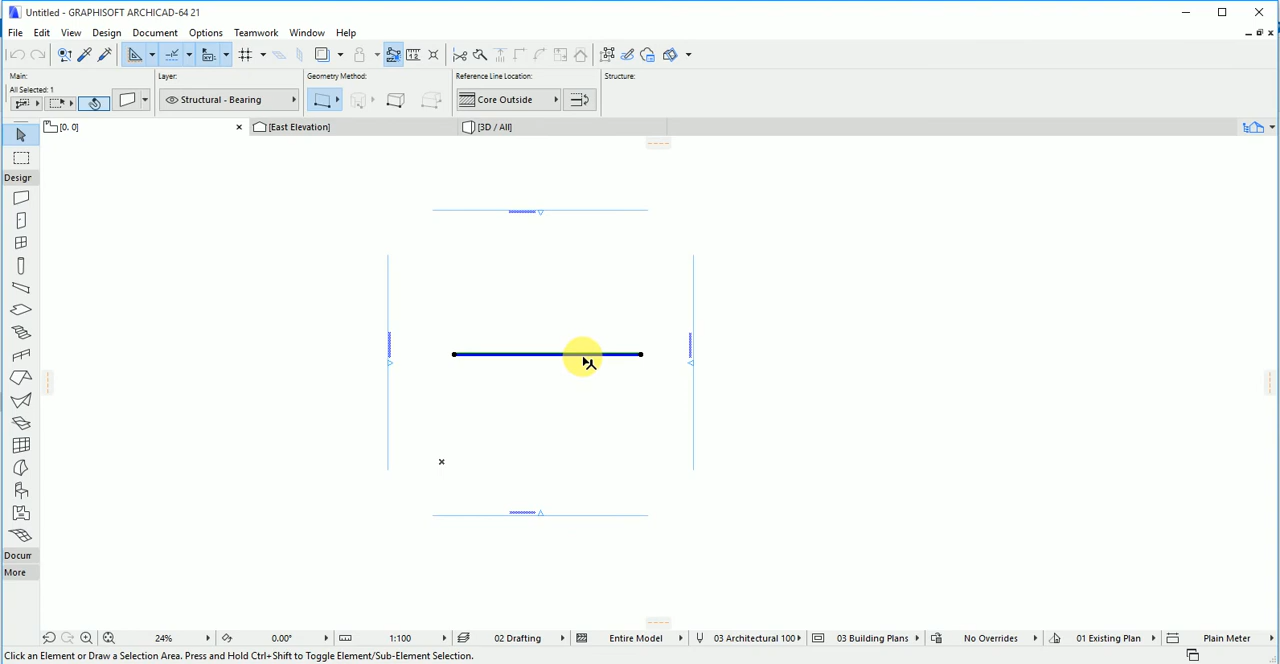 Untitled - GRAPHISOFT ARCHICAD-64 21
File Edit View Design Document Options Teamwork Window Help
Main: Layer: Geometry Method: Reference Line Location: Structure:
All Selected: 1
Structural - Bearing Core Outside
[0. 0] [East Elevation] [3D / All]
Design
Docum
More
24% 0.00° 1:100 02 Drafting Entire Model 03 Architectural 100 03 Building Plans No Overrides 01 Existing Plan Plain Meter
Click an Element or Draw a Selection Area. Press and Hold Ctrl+Shift to Toggle Element/Sub-Element Selection.